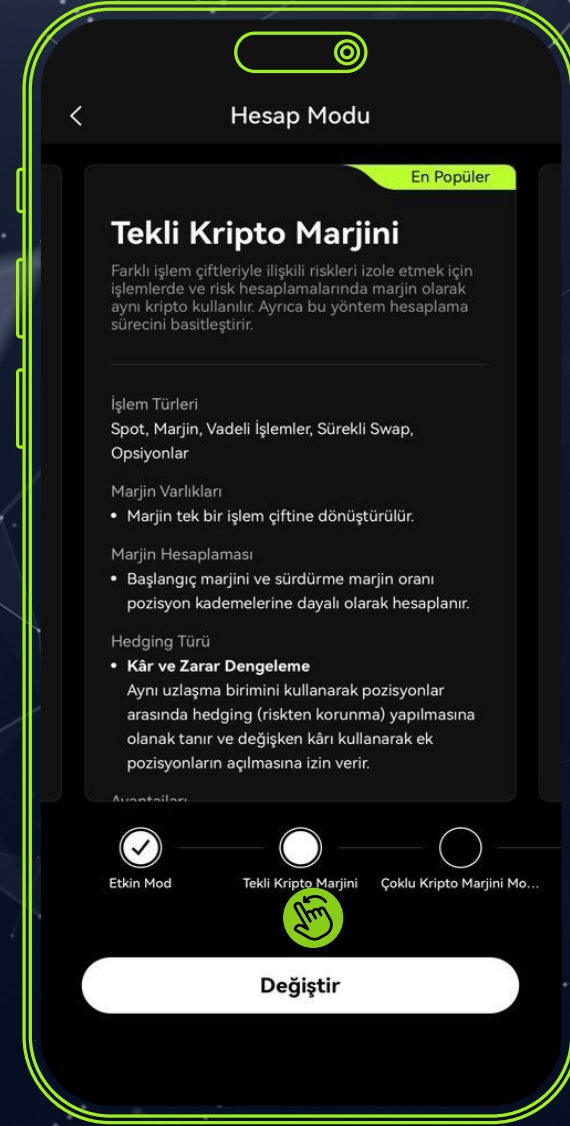 Hesap Modu
En Popüler
Tekli Kripto Marjini
Farklı işlem çiftleriyle ilişkili riskleri izole etmek için
işlemlerde ve risk hesaplamalarında marjin olarak
aynı kripto kullanılır. Ayrıca bu yöntem hesaplama
sürecini basitleştirir.
İşlem Türleri
Spot, Marjin, Vadeli İşlemler, Sürekli Swap,
Opsiyonlar
Marjin Varlıkları
• Marjin tek bir işlem çiftine dönüştürülür.
Marjin Hesaplaması
• Başlangıç marjini ve sürdürme marjin oranı
pozisyon kademelerine dayalı olarak hesaplanır.
Hedging Türü
• Kâr ve Zarar Dengeleme
Aynı uzlaşma birimini kullanarak pozisyonlar
arasında hedging (riskten korunma) yapılmasına
olanak tanır ve değişken kârı kullanarak ek
pozisyonların açılmasına izin verir.
Avantajları
Etkin Mod
Tekli Kripto Marjini
Çoklu Kripto Marjini Mo...
Değiştir